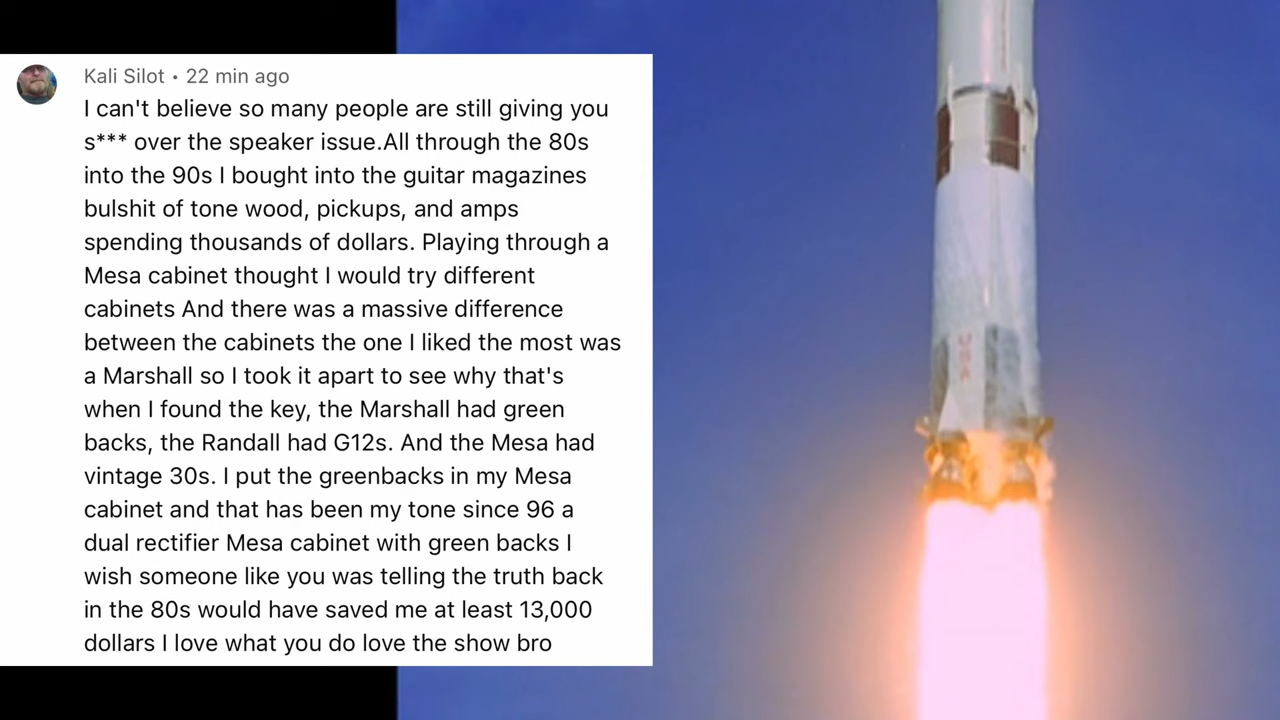 Kali Silot • 22 min ago
I can't believe so many people are still giving you
s*** over the speaker issue.All through the 80s
into the 90s I bought into the guitar magazines
bulshit of tone wood, pickups, and amps
spending thousands of dollars. Playing through a
Mesa cabinet thought I would try different
cabinets And there was a massive difference
between the cabinets the one I liked the most was
a Marshall so I took it apart to see why that's
when I found the key, the Marshall had green
backs, the Randall had G12s. And the Mesa had
vintage 30s. I put the greenbacks in my Mesa
cabinet and that has been my tone since 96 a
dual rectifier Mesa cabinet with green backs I
wish someone like you was telling the truth back
in the 80s would have saved me at least 13,000
dollars I love what you do love the show bro
USA